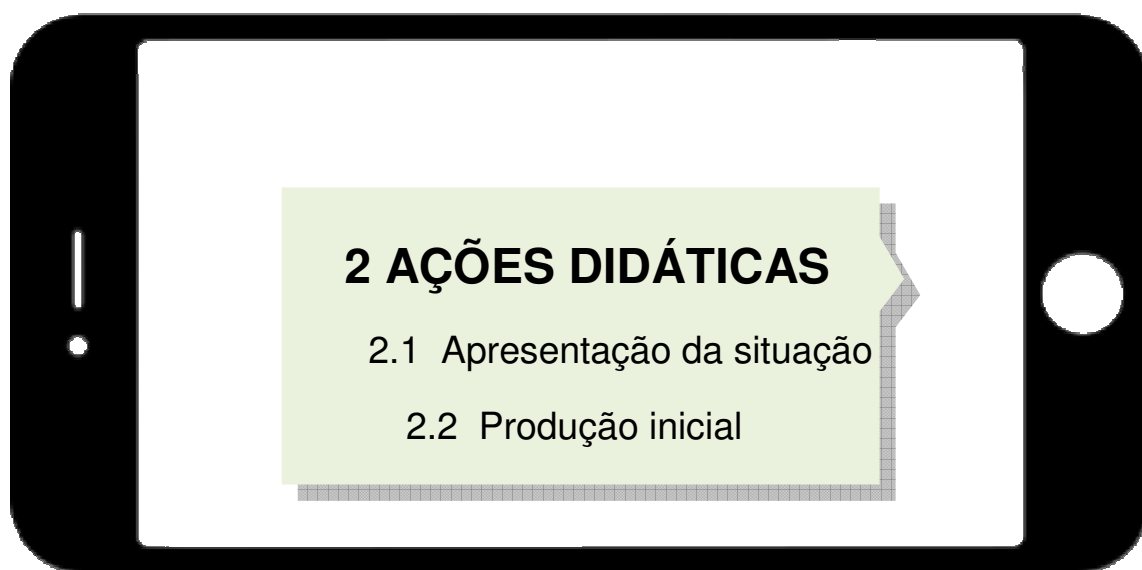 2 AÇÕES DIDÁTICAS
2.1 Apresentação da situação
2.2 Produção inicial